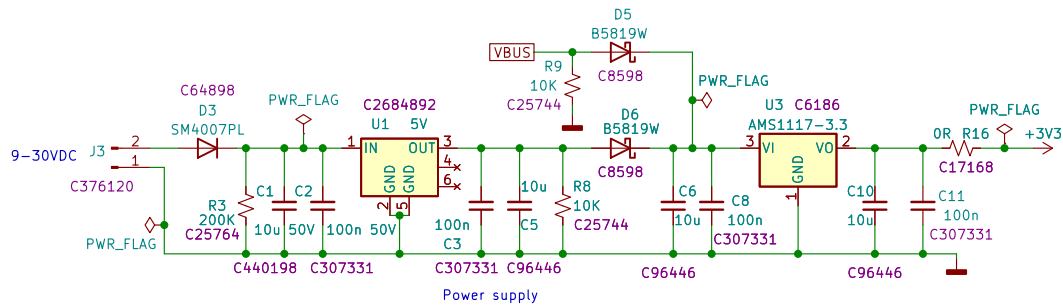 D5
B5819W
VBUS
C8598
R9
10K
C25744
PWR_FLAG
C64898
D3
SM4007PL
PWR_FLAG
C2684892
U1 5V
1 IN OUT 3
4
6
GND GND
2 5
D6
B5819W
C8598
U3 C6186
AMS1117-3.3
3 VI VO 2
GND
1
PWR_FLAG
0R R16
+3V3
C17168
9-30VDC J3
2
1
C376120
PWR_FLAG
R3
200K
C25764
C1
10u 50V
C440198
C2
100n 50V
C307331
100n
C3
C307331
10u
C5
C96446
R8
10K
C25744
C6
10u
C96446
C8
100n
C307331
C10
10u
C96446
C11
100n
C307331
Power supply